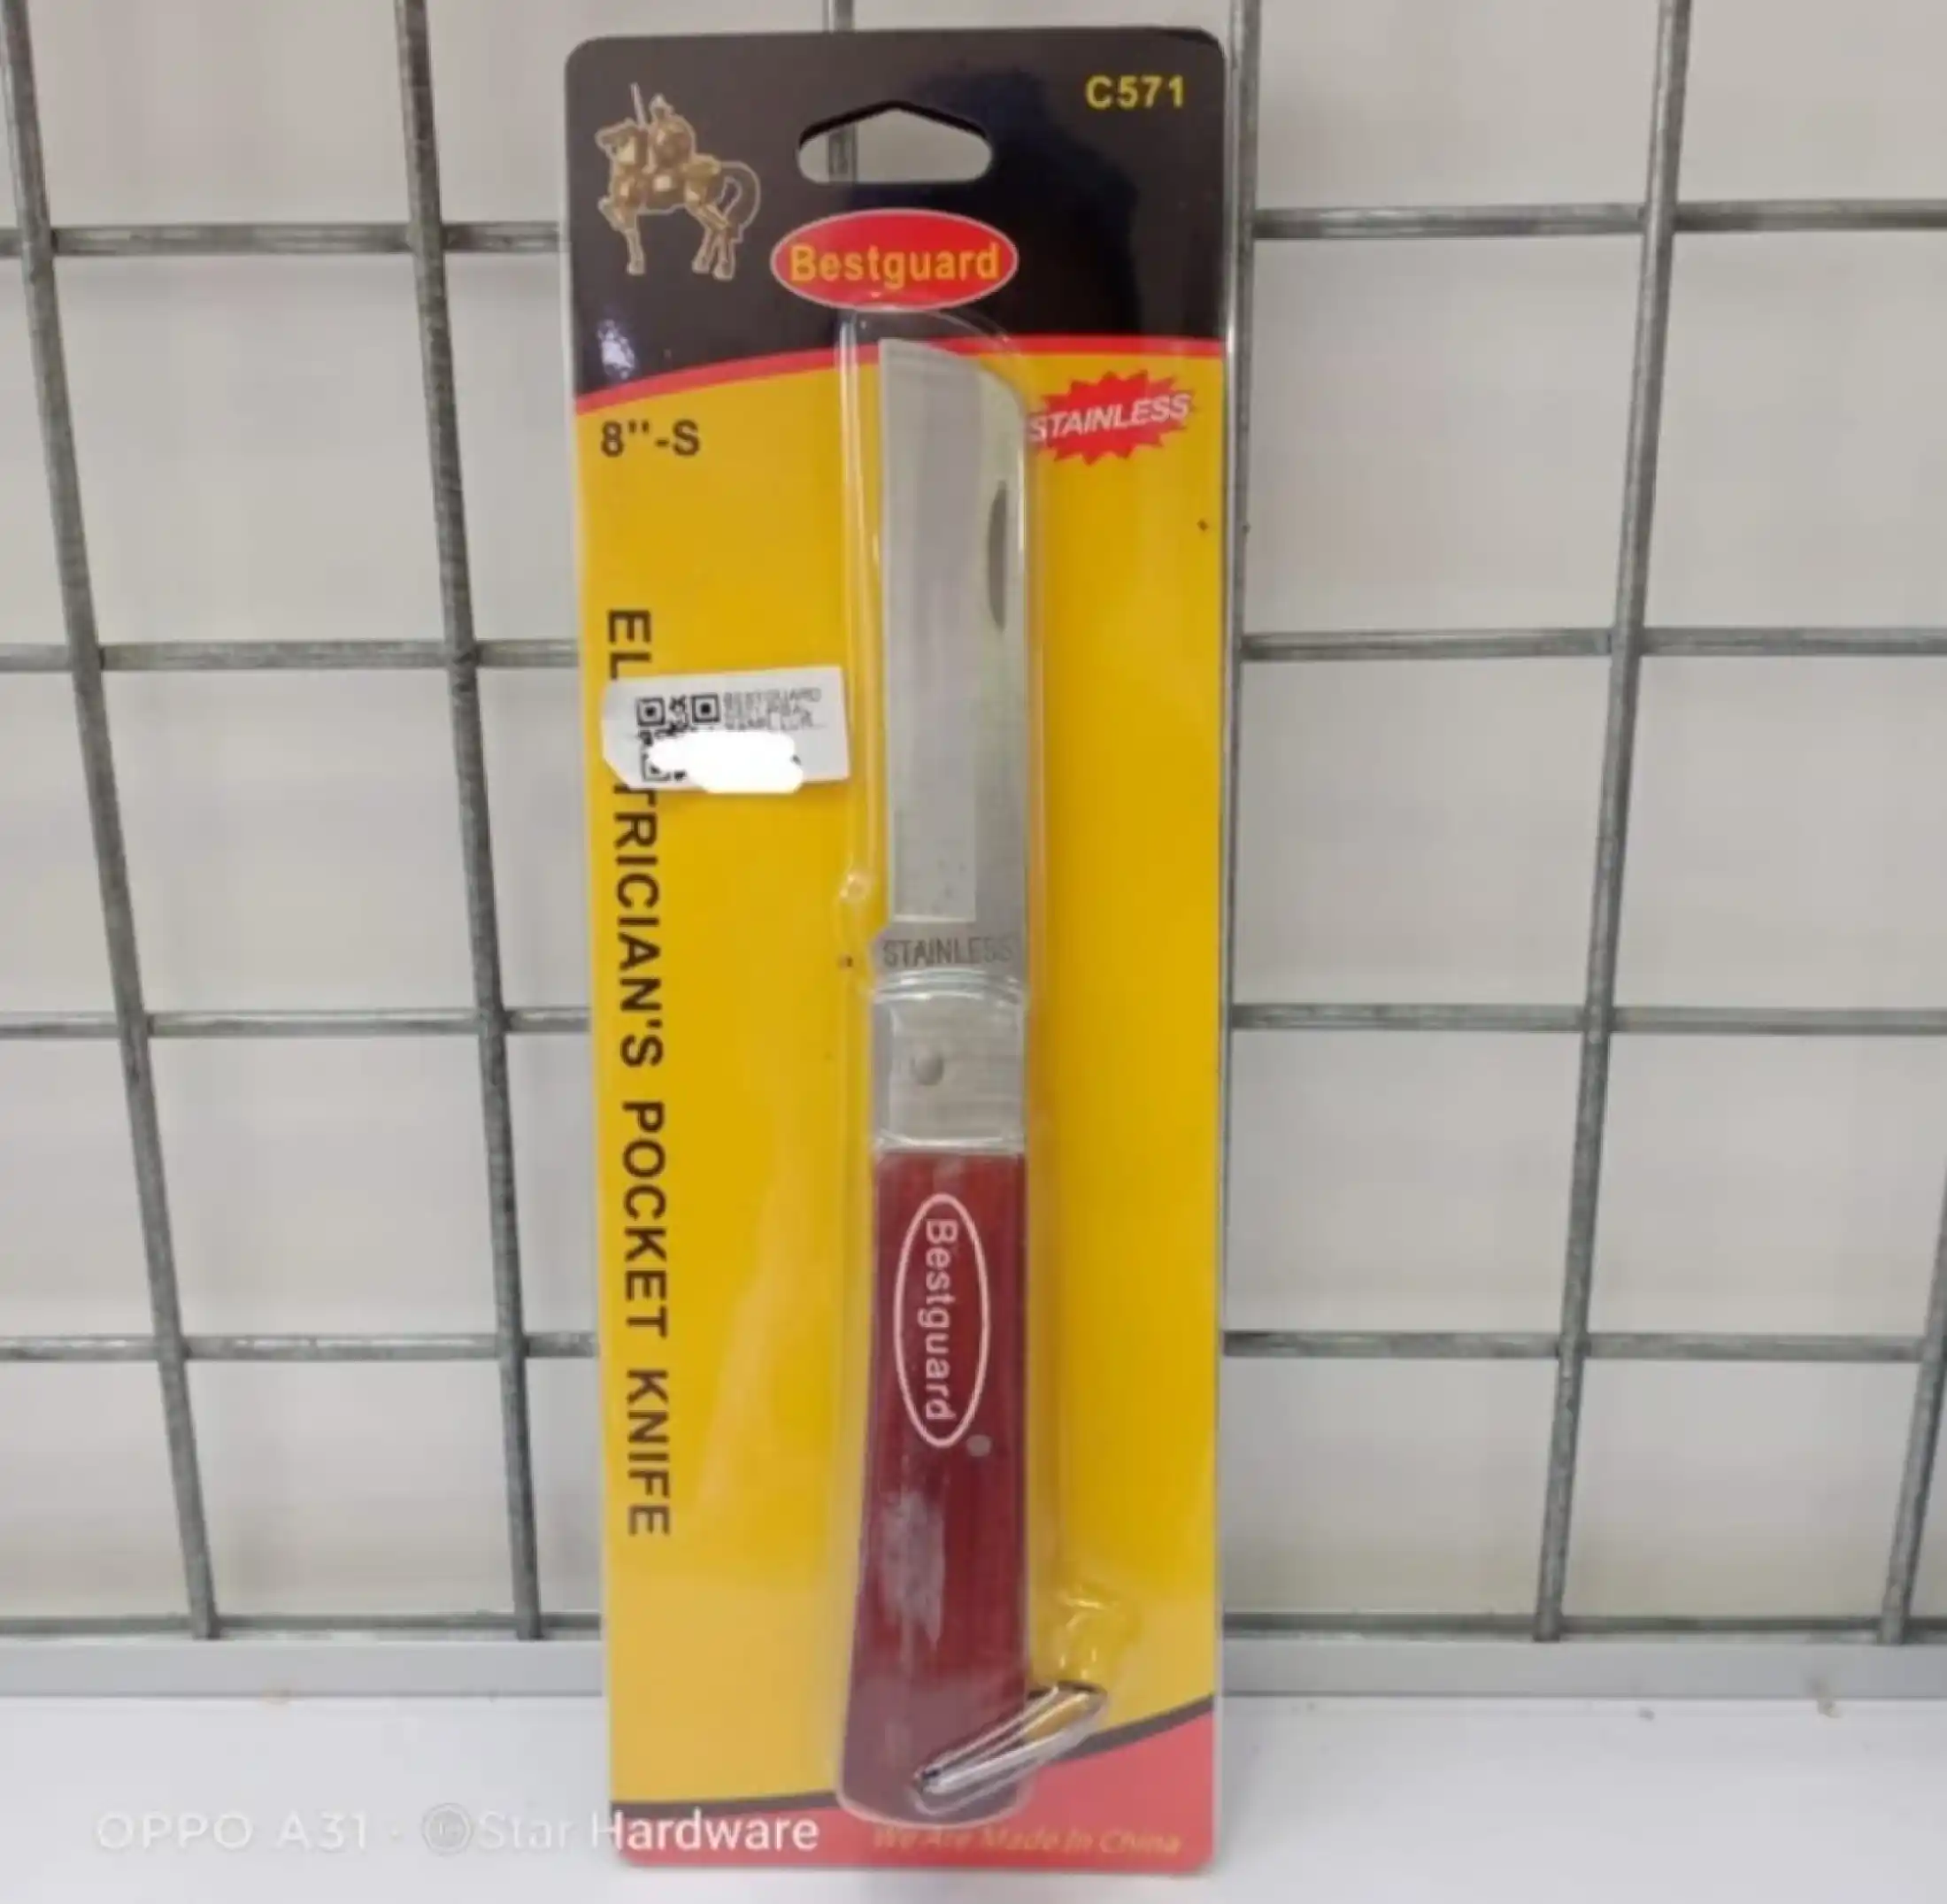 C571
Bestguard
STAINLESS
8"-S
BESTGUARD
EL TRICIAN'S POCKET KNIFE
STAINLESS
Bestguard
We Are Made In China
OPPO A31 · ©Star Hardware